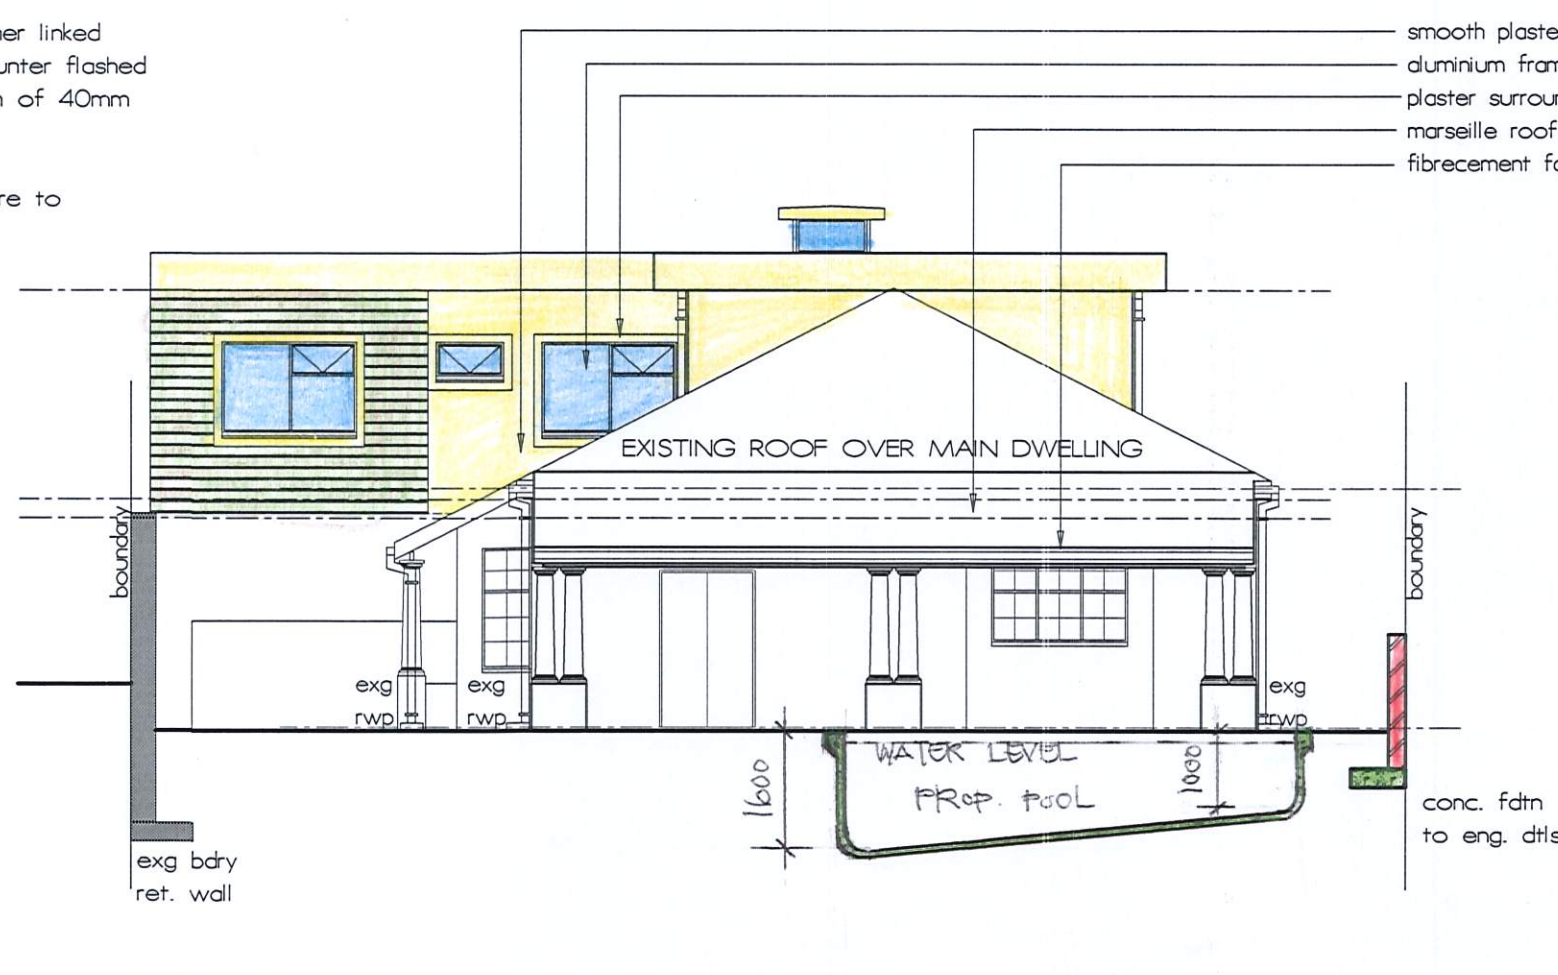 her linked
unter flashed
of 40mm
re to
smooth plaste
aluminium fram
plaster surrour
marseille roof
fibrecement fo
EXISTING ROOF OVER MAIN DWELLING
boundary
boundary
exg
rwp
exg
rwp
exg
rwp
WATER LEVEL
PROP. POOL
1600
1000
conc. fdtn
to eng. dtls
exg bdry
ret. wall